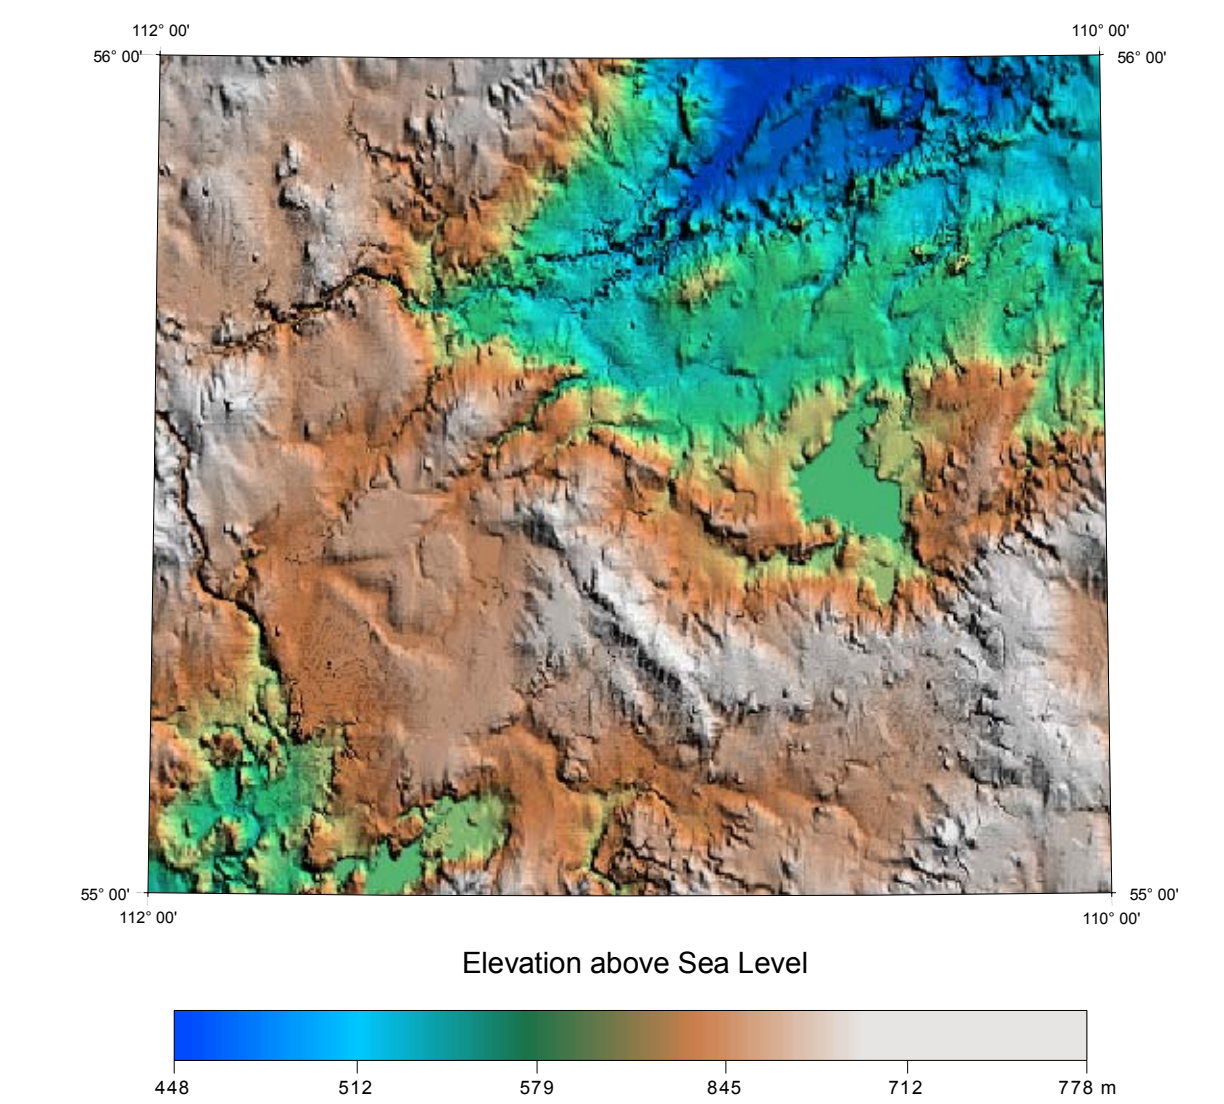 112° 00' 110° 00'
56° 00' 56° 00'
55° 00' 55° 00'
112° 00' 110° 00'
Elevation above Sea Level
448 512 579 845 712 778 m